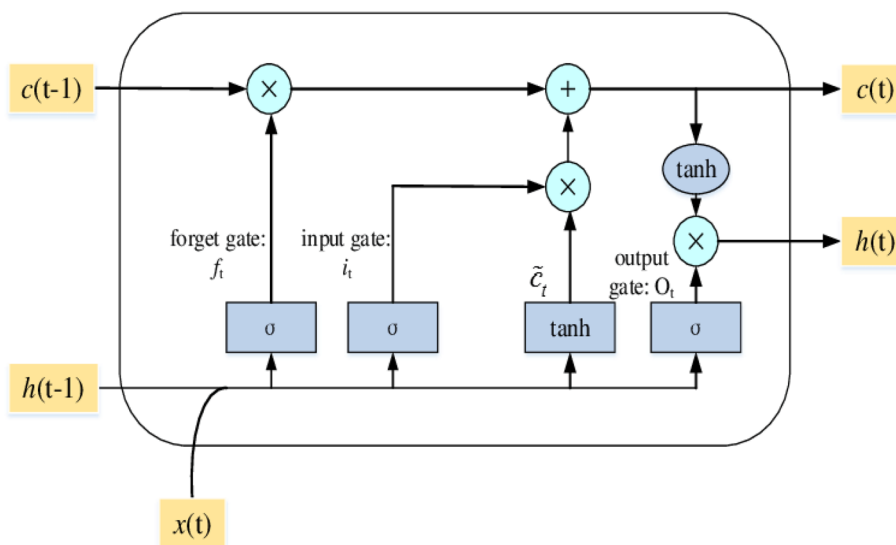 c(t-1)
×
+
c(t)
tanh
×
forget gate:
fₜ
input gate:
iₜ
c̃ₜ
output
gate: Oₜ
×
h(t)
σ
σ
tanh
σ
h(t-1)
x(t)